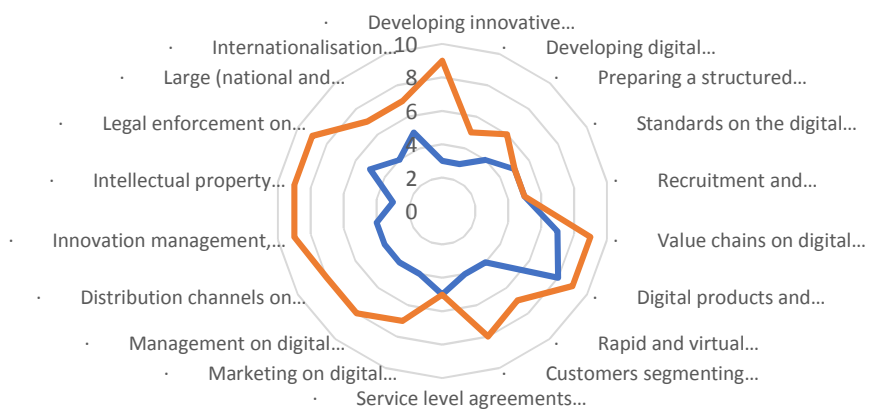 · Developing innovative...
· Developing digital...
· Preparing a structured...
· Standards on the digital...
· Recruitment and...
· Value chains on digital...
· Digital products and...
· Rapid and virtual...
· Customers segmenting...
· Service level agreements...
· Marketing on digital...
· Management on digital...
· Distribution channels on...
· Innovation management,...
· Intellectual property...
· Legal enforcement on...
· Large (national and...
· Internationalisation...
10
8
6
4
2
0